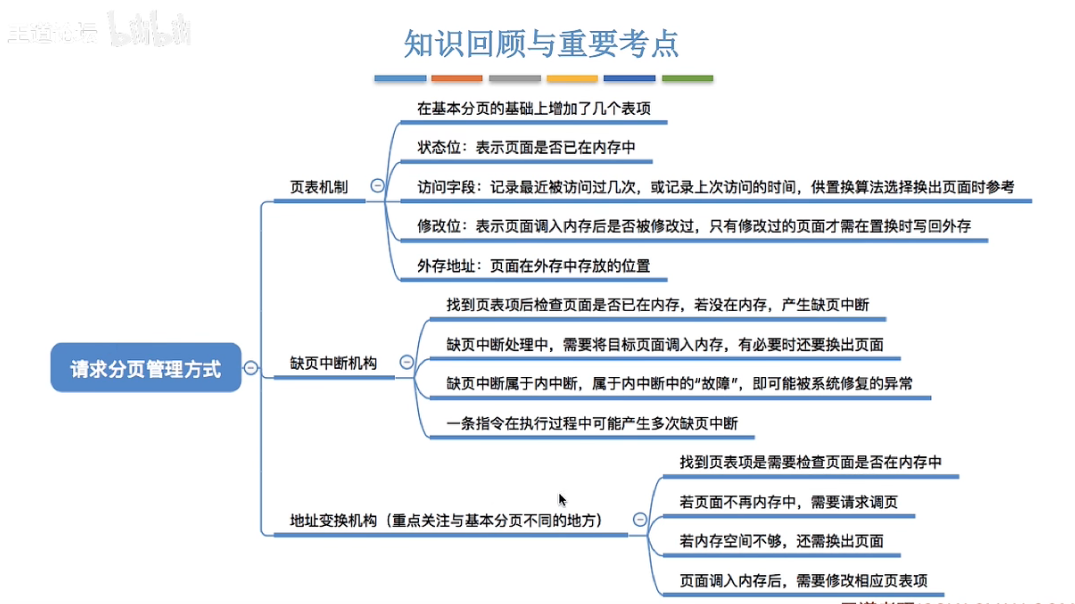 王道论坛 bilibili
知识回顾与重要考点
在基本分页的基础上增加了几个表项
状态位：表示页面是否已在内存中
页表机制
访问字段：记录最近被访问过几次，或记录上次访问的时间，供置换算法选择换出页面时参考
修改位：表示页面调入内存后是否被修改过，只有修改过的页面才需在置换时写回外存
外存地址：页面在外存中存放的位置
找到页表项后检查页面是否已在内存，若没在内存，产生缺页中断
缺页中断处理中，需要将目标页面调入内存，有必要时还要换出页面
请求分页管理方式
缺页中断机构
缺页中断属于内中断，属于内中断中的“故障”，即可能被系统修复的异常
一条指令在执行过程中可能产生多次缺页中断
找到页表项是需要检查页面是否在内存中
若页面不再内存中，需要请求调页
地址变换机构（重点关注与基本分页不同的地方）
若内存空间不够，还需换出页面
页面调入内存后，需要修改相应页表项